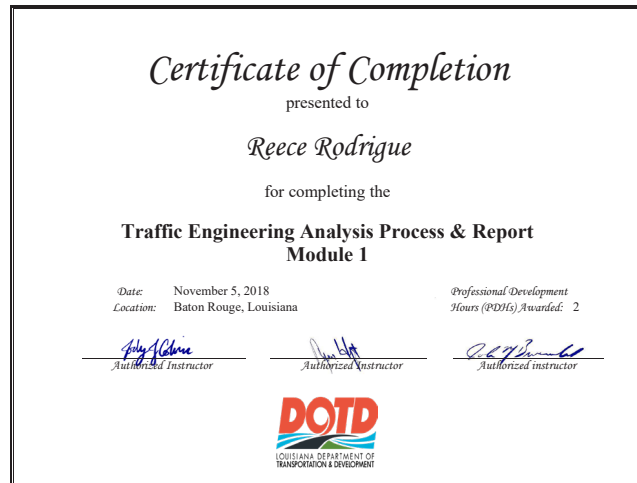 Certificate of Completion
presented to
Reece Rodrigue
for completing the
Traffic Engineering Analysis Process & Report
Module 1
Date: November 5, 2018
Location: Baton Rouge, Louisiana
Professional Development
Hours (PDHs) Awarded: 2
Authorized Instructor
Authorized Instructor
Authorized instructor
DOTD
LOUISIANA DEPARTMENT OF
TRANSPORTATION & DEVELOPMENT